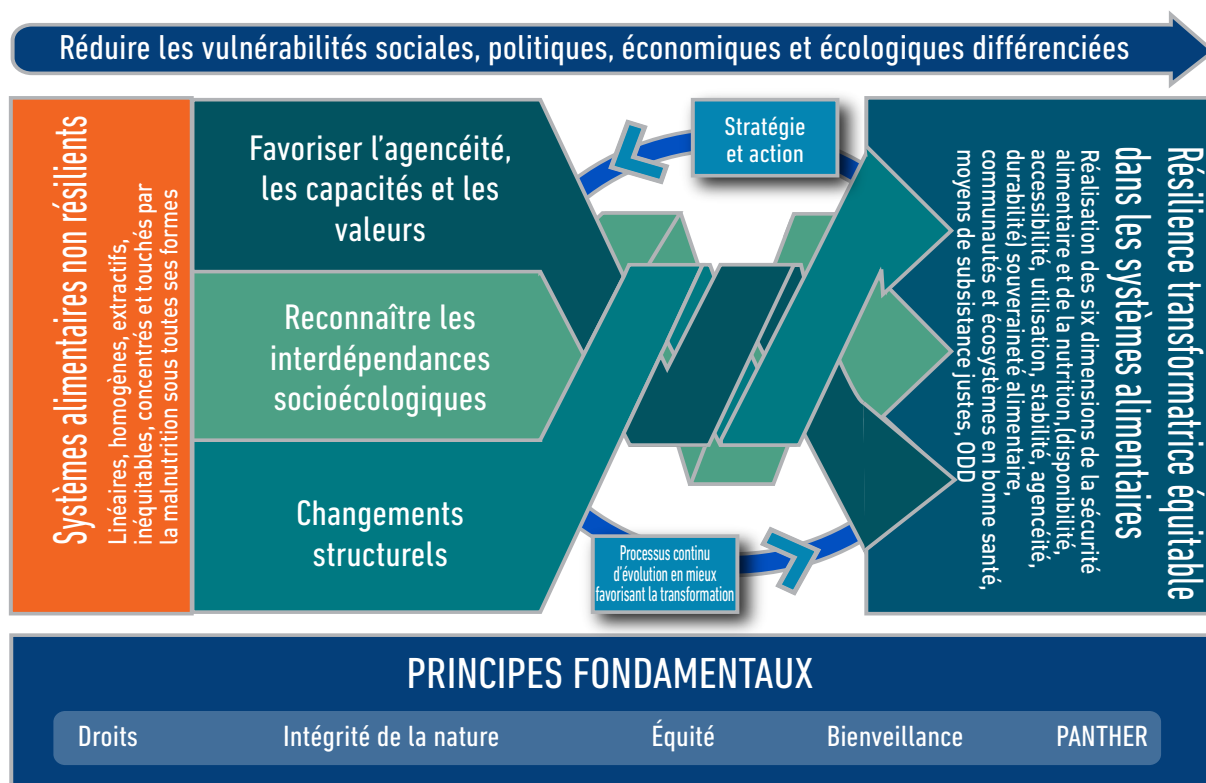 Réduire les vulnérabilités sociales, politiques, économiques et écologiques différenciées
Systèmes alimentaires non résilients
Linéaires, homogènes, extractifs,
inéquitables, concentrés et touchés par
la malnutrition sous toutes ses formes
Favoriser l'agencéité,
les capacités et les
valeurs
Reconnaître les
interdépendances
socioécologiques
Changements
structurels
Stratégie
et action
Processus continu
d'évolution en mieux
favorisant la transformation
Résilience transformatrice équitable
dans les systèmes alimentaires
Réalisation des six dimensions de la sécurité
alimentaire et de la nutrition,(disponibilité,
accessibilité, utilisation, stabilité, agencéité,
durabilité) souveraineté alimentaire,
communautés et écosystèmes en bonne santé,
moyens de subsistance justes, ODD
PRINCIPES FONDAMENTAUX
Droits Intégrité de la nature Équité Bienveillance PANTHER